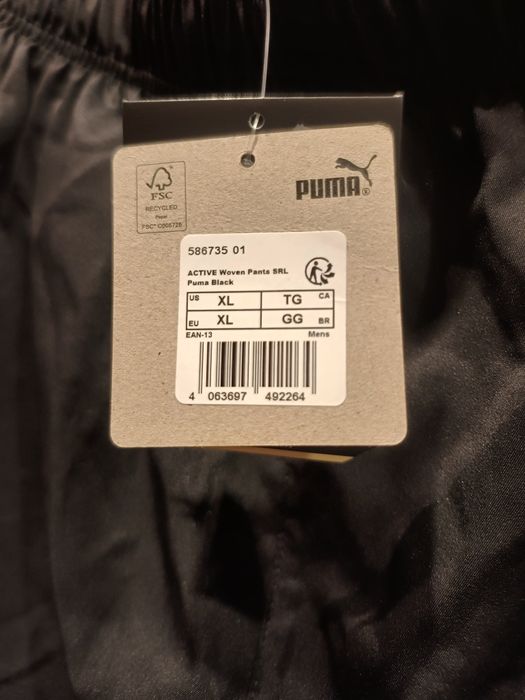 FSC
RECYCLED
Paper
FSC® C008728
PUMA®
586735 01
ACTIVE Woven Pants SRL
Puma Black
US XL TG CA
EU XL GG BR
EAN-13 Mens
4 063697 492264